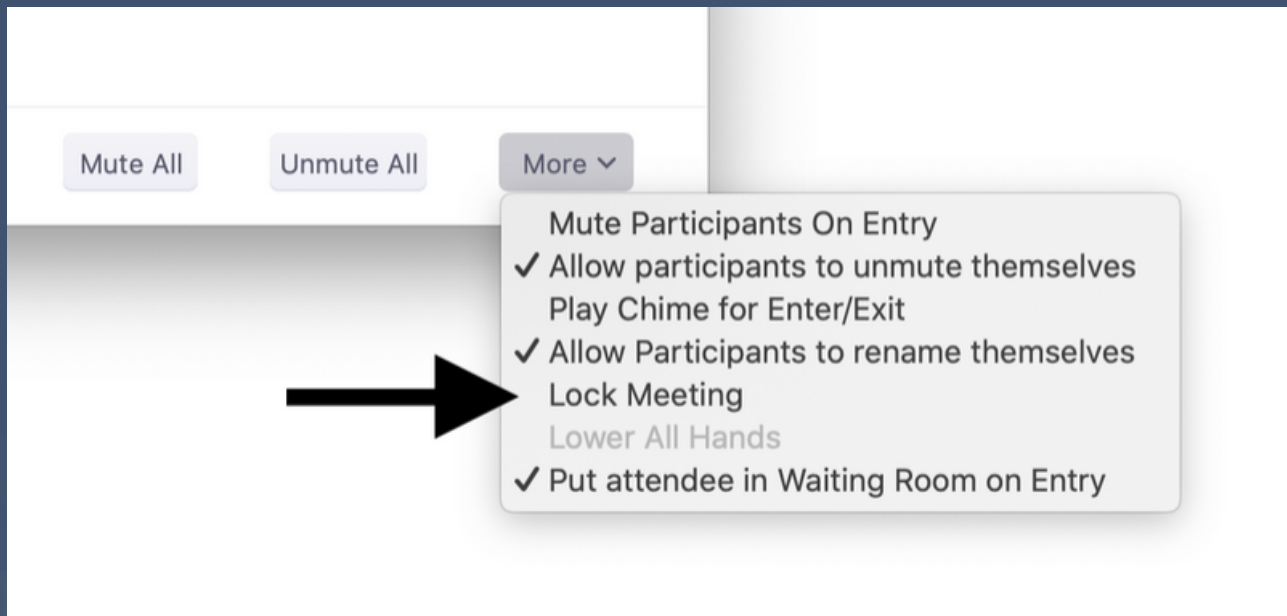 Mute All Unmute All More
Mute Participants On Entry
Allow participants to unmute themselves
Play Chime for Enter/Exit
Allow Participants to rename themselves
Lock Meeting
Lower All Hands
Put attendee in Waiting Room on Entry